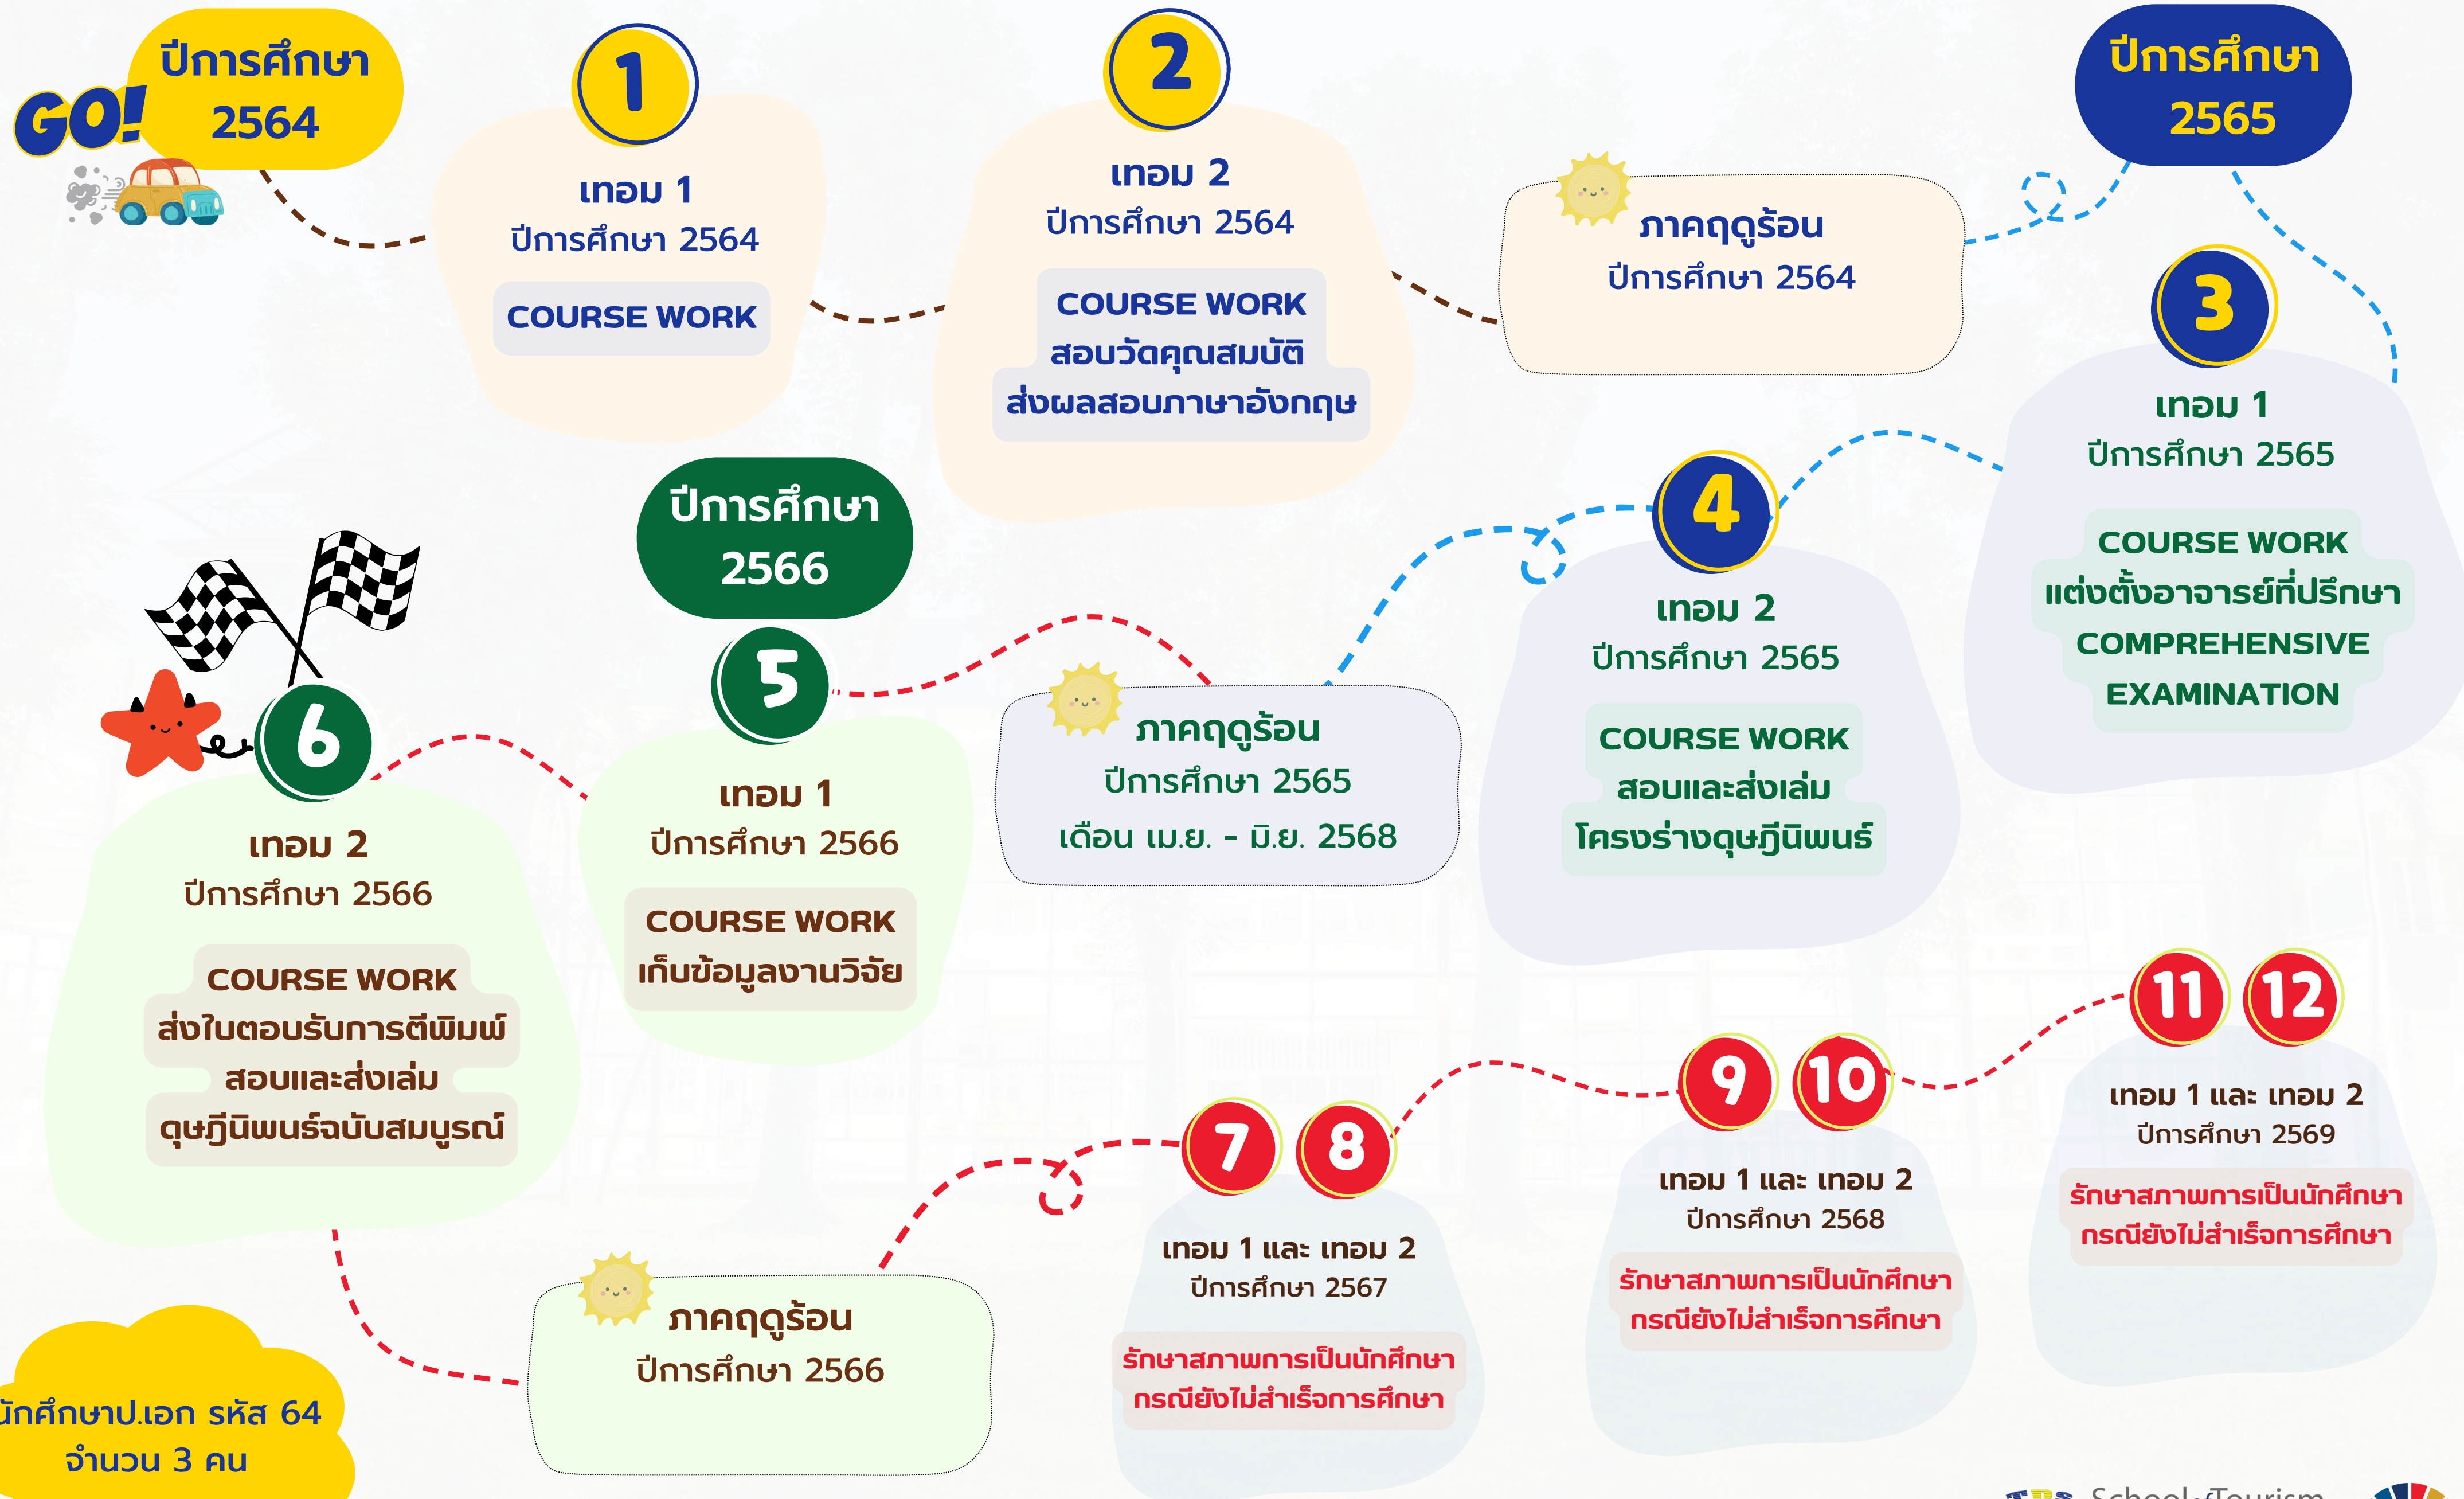 GO!
ปีการศึกษา
2564
1
เทอม 1
ปีการศึกษา 2564
COURSE WORK
2
เทอม 2
ปีการศึกษา 2564
COURSE WORK
สอบวัดคุณสมบัติ
ส่งผลสอบภาษาอังกฤษ
ภาคฤดูร้อน
ปีการศึกษา 2564
ปีการศึกษา
2565
3
เทอม 1
ปีการศึกษา 2565
COURSE WORK
แต่งตั้งอาจารย์ที่ปรึกษา
COMPREHENSIVE
EXAMINATION
4
เทอม 2
ปีการศึกษา 2565
COURSE WORK
สอบและส่งเล่ม
โครงร่างดุษฎีนิพนธ์
ภาคฤดูร้อน
ปีการศึกษา 2565
เดือน เม.ย. - มิ.ย. 2568
ปีการศึกษา
2566
5
เทอม 1
ปีการศึกษา 2566
COURSE WORK
เก็บข้อมูลงานวิจัย
6
เทอม 2
ปีการศึกษา 2566
COURSE WORK
ส่งใบตอบรับการตีพิมพ์
สอบและส่งเล่ม
ดุษฎีนิพนธ์ฉบับสมบูรณ์
ภาคฤดูร้อน
ปีการศึกษา 2566
7 8
เทอม 1 และ เทอม 2
ปีการศึกษา 2567
รักษาสภาพการเป็นนักศึกษา
กรณียังไม่สำเร็จการศึกษา
9 10
เทอม 1 และ เทอม 2
ปีการศึกษา 2568
รักษาสภาพการเป็นนักศึกษา
กรณียังไม่สำเร็จการศึกษา
11 12
เทอม 1 และ เทอม 2
ปีการศึกษา 2569
รักษาสภาพการเป็นนักศึกษา
กรณียังไม่สำเร็จการศึกษา
นักศึกษาป.เอก รหัส 64
จำนวน 3 คน
School of Tourism